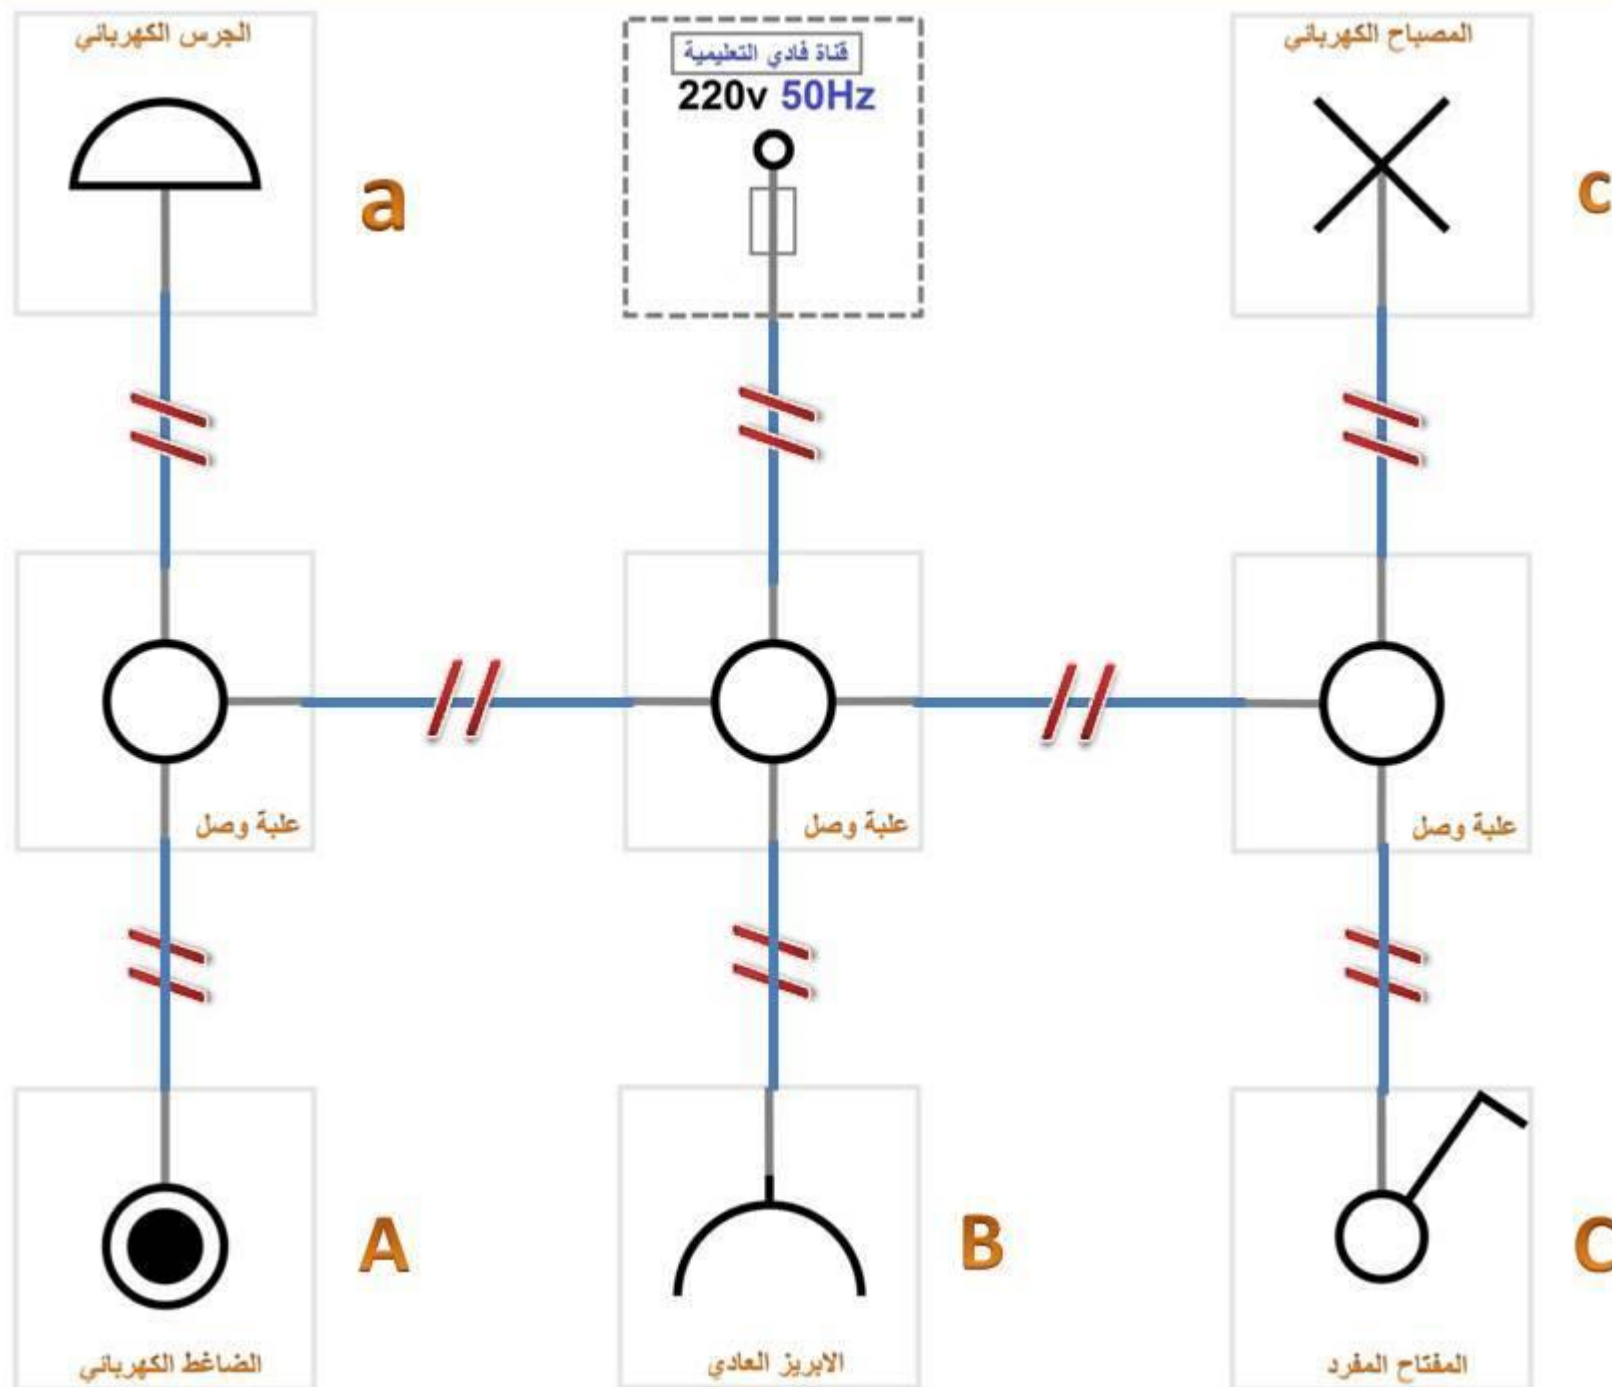 الجرس الكهربائي
قناة فادي التعليمية
220v 50Hz
المصباح الكهربائي
a
c
علبة وصل
علبة وصل
علبة وصل
A
B
C
الضاغط الكهربائي
الابريز العادي
المفتاح المفرد